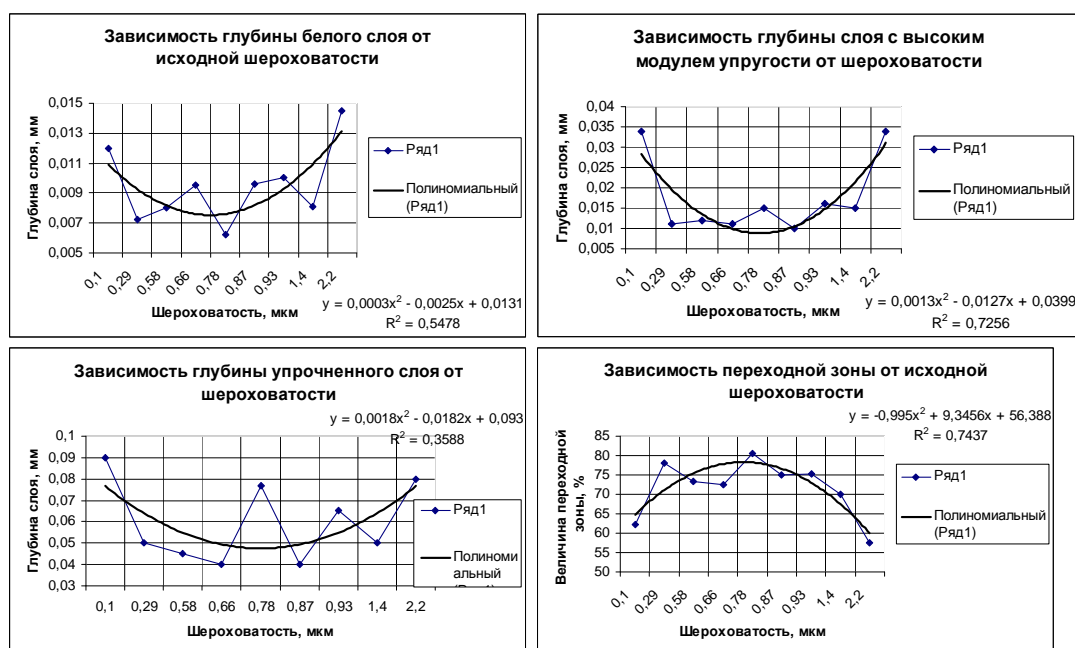 Зависимость глубины белого слоя от
исходной шероховатости
0,015
0,013
0,011
0,009
0,007
0,005
Глубина слоя, мм
0,1
0,29
0,58
0,66
0,78
0,87
0,93
1,4
2,2
Шероховатость, мкм
Ряд1
Полиномиальный
(Ряд1)
y = 0,0003x² - 0,0025x + 0,0131
R² = 0,5478
Зависимость глубины слоя с высоким
модулем упругости от шероховатости
0,04
0,035
0,03
0,025
0,02
0,015
0,01
0,005
Глубина слоя, мм
0,1
0,29
0,58
0,66
0,78
0,87
0,93
1,4
2,2
Шероховатость, мкм
Ряд1
Полиномиальный
(Ряд1)
y = 0,0013x² - 0,0127x + 0,0399
R² = 0,7256
Зависимость глубины упрочненного слоя от
шероховатости
y = 0,0018x² - 0,0182x + 0,093
R² = 0,3588
0,1
0,09
0,08
0,07
0,06
0,05
0,04
0,03
Глубина слоя, мм
0,1
0,29
0,58
0,66
0,78
0,87
0,93
1,4
2,2
Шероховатость, мкм
Ряд1
Полиноми
альный
(Ряд1)
Зависимость переходной зоны от исходной
шероховатости
y = -0,995x² + 9,3456x + 56,388
R² = 0,7437
85
80
75
70
65
60
55
50
Величина переходной
зоны, %
0,1
0,29
0,58
0,66
0,78
0,87
0,93
1,4
2,2
Шероховатость, мкм
Ряд1
Полиномиальный
(Ряд1)